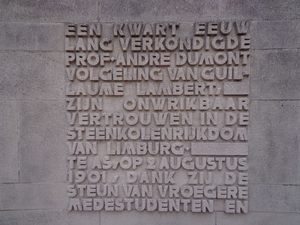 EEN KWART EEUW
LANG VERKONDIGDE
PROF·ANDRE DUMONT
VOLGELING VAN GUIL-
LAUME LAMBERT,
ZIJN ONWRIKBAAR
VERTROUWEN IN DE
STEENKOLENRIJKDOM
VAN LIMBURG·
TE AS, OP 2 AUGUSTUS
1901, DANK ZIJ DE
STEUN VAN VROEGERE
MEDESTUDENTEN EN